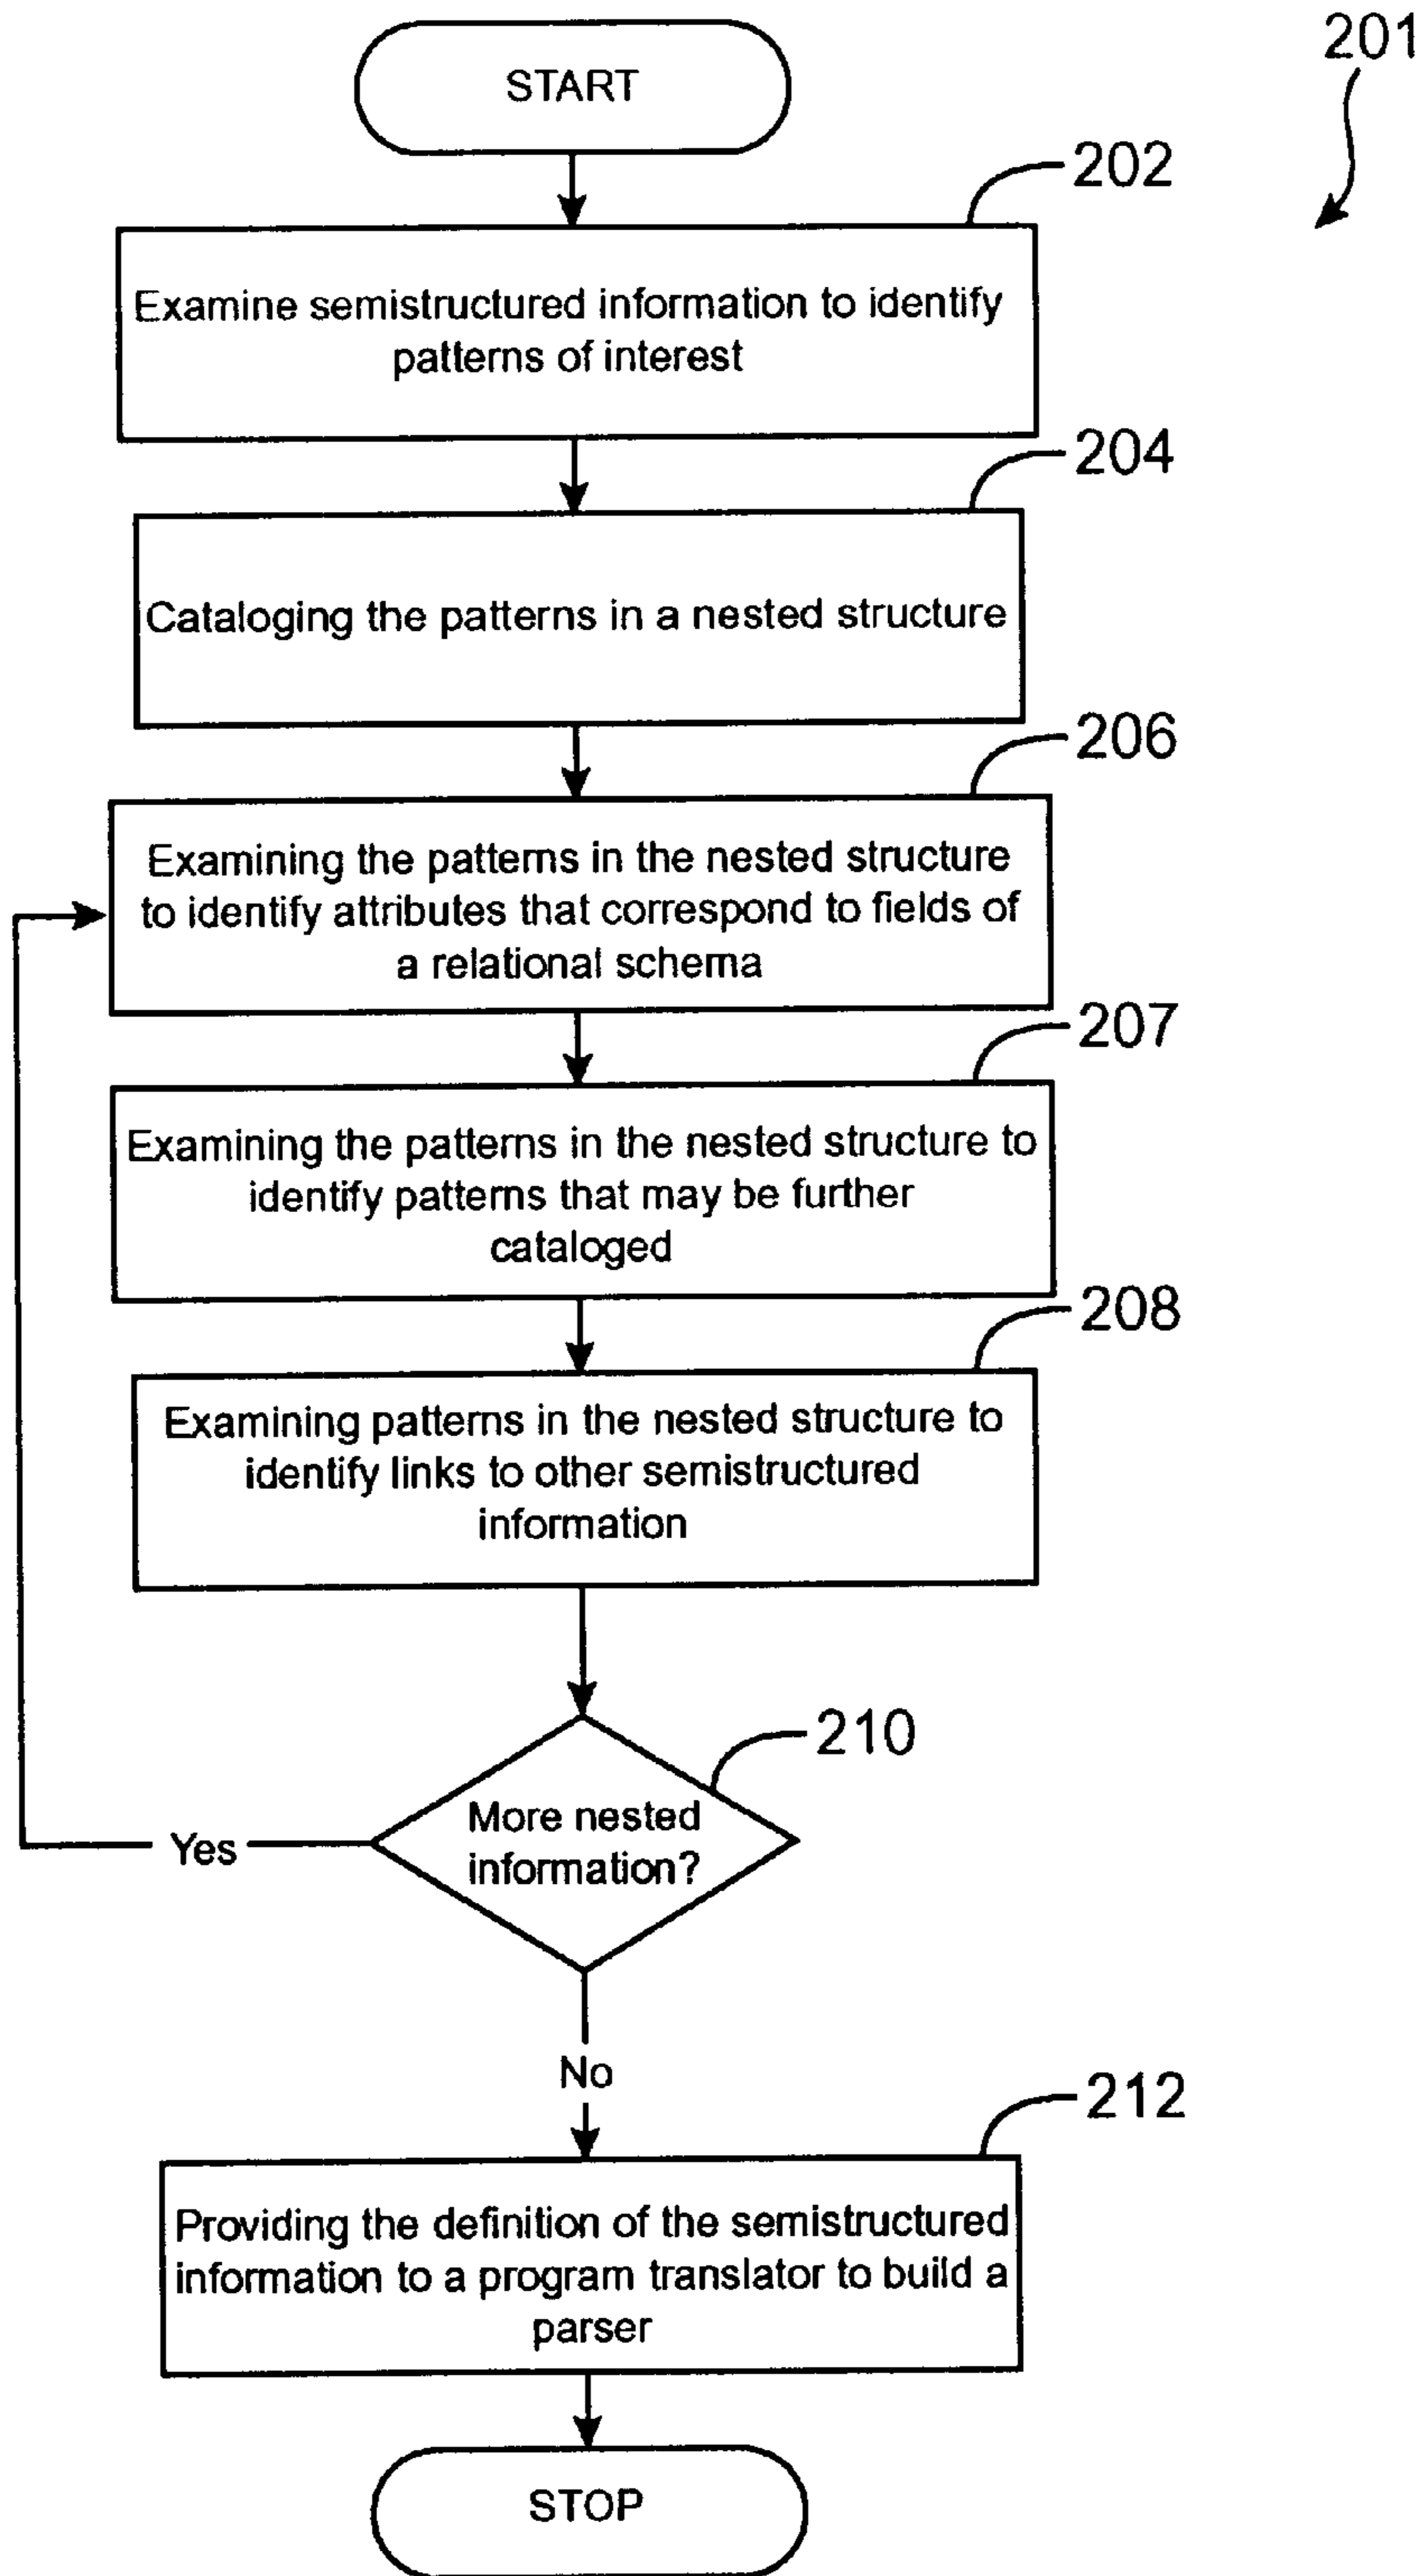 201
START
202
Examine semistructured information to identify
patterns of interest
204
Cataloging the patterns in a nested structure
206
Examining the patterns in the nested structure
to identify attributes that correspond to fields of
a relational schema
207
Examining the patterns in the nested structure to
identify patterns that may be further
cataloged
208
Examining patterns in the nested structure to
identify links to other semistructured
information
210
More nested
information?
Yes
No
212
Providing the definition of the semistructured
information to a program translator to build a
parser
STOP